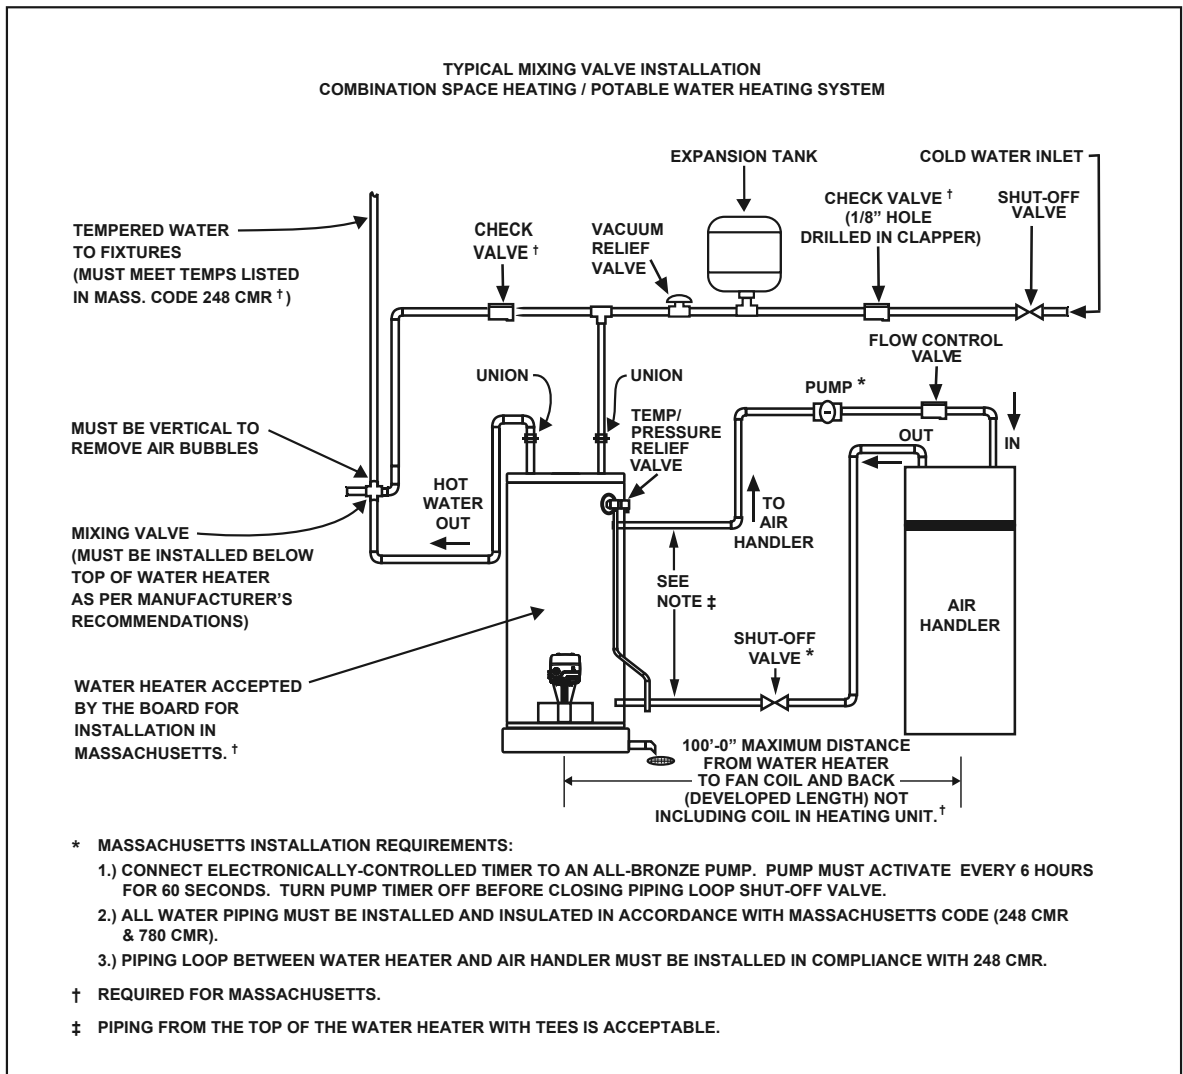 TYPICAL MIXING VALVE INSTALLATION
COMBINATION SPACE HEATING / POTABLE WATER HEATING SYSTEM
EXPANSION TANK
COLD WATER INLET
CHECK VALVE †
(1/8” HOLE
DRILLED IN CLAPPER)
SHUT-OFF
VALVE
TEMPERED WATER
TO FIXTURES
(MUST MEET TEMPS LISTED
IN MASS. CODE 248 CMR † )
CHECK
VALVE †
VACUUM
RELIEF
VALVE
FLOW CONTROL
VALVE
UNION
UNION
PUMP *
TEMP/
PRESSURE
RELIEF
VALVE
OUT
IN
MUST BE VERTICAL TO
REMOVE AIR BUBBLES
HOT
WATER
OUT
TO
AIR
HANDLER
MIXING VALVE
(MUST BE INSTALLED BELOW
TOP OF WATER HEATER
AS PER MANUFACTURER’S
RECOMMENDATIONS)
SEE
NOTE ‡
AIR
HANDLER
SHUT-OFF
VALVE *
WATER HEATER ACCEPTED
BY THE BOARD FOR
INSTALLATION IN
MASSACHUSETTS. †
100’-0” MAXIMUM DISTANCE
FROM WATER HEATER
TO FAN COIL AND BACK
(DEVELOPED LENGTH) NOT
INCLUDING COIL IN HEATING UNIT. †
* MASSACHUSETTS INSTALLATION REQUIREMENTS:
1.) CONNECT ELECTRONICALLY-CONTROLLED TIMER TO AN ALL-BRONZE PUMP. PUMP MUST ACTIVATE EVERY 6 HOURS
FOR 60 SECONDS. TURN PUMP TIMER OFF BEFORE CLOSING PIPING LOOP SHUT-OFF VALVE.
2.) ALL WATER PIPING MUST BE INSTALLED AND INSULATED IN ACCORDANCE WITH MASSACHUSETTS CODE (248 CMR
& 780 CMR).
3.) PIPING LOOP BETWEEN WATER HEATER AND AIR HANDLER MUST BE INSTALLED IN COMPLIANCE WITH 248 CMR.
† REQUIRED FOR MASSACHUSETTS.
‡ PIPING FROM THE TOP OF THE WATER HEATER WITH TEES IS ACCEPTABLE.